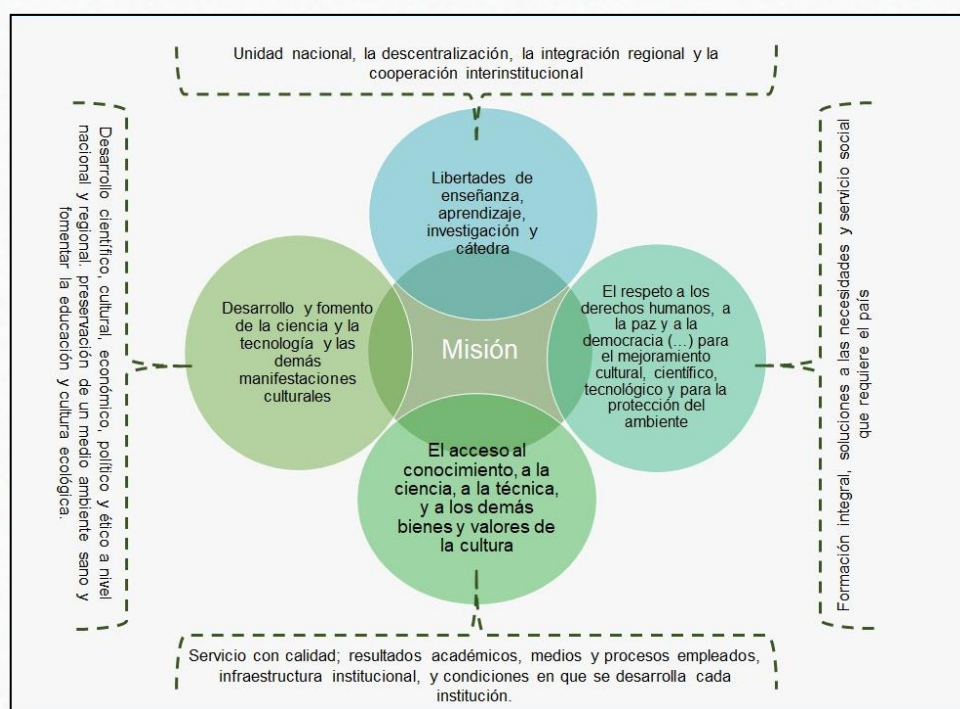 Unidad nacional, la descentralización, la integración regional y la
cooperación interinstitucional
Desarrollo científico, cultural, económico, político y ético a nivel
nacional y regional. preservación de un medio ambiente sano y
fomentar la educación y cultura ecológica.
Libertades de
enseñanza,
aprendizaje,
investigación y
cátedra
Desarrollo y fomento
de la ciencia y la
tecnología y las
demás
manifestaciones
culturales
Misión
El respeto a los
derechos humanos, a
la paz y a la
democracia (...) para
el mejoramiento
cultural, científico,
tecnológico y para la
protección del
ambiente
El acceso al
conocimiento, a la
ciencia, a la técnica,
y a los demás
bienes y valores de
la cultura
Formación integral, soluciones a las necesidades y servicio social
que requiere el país
Servicio con calidad; resultados académicos, medios y procesos empleados,
infraestructura institucional, y condiciones en que se desarrolla cada
institución.